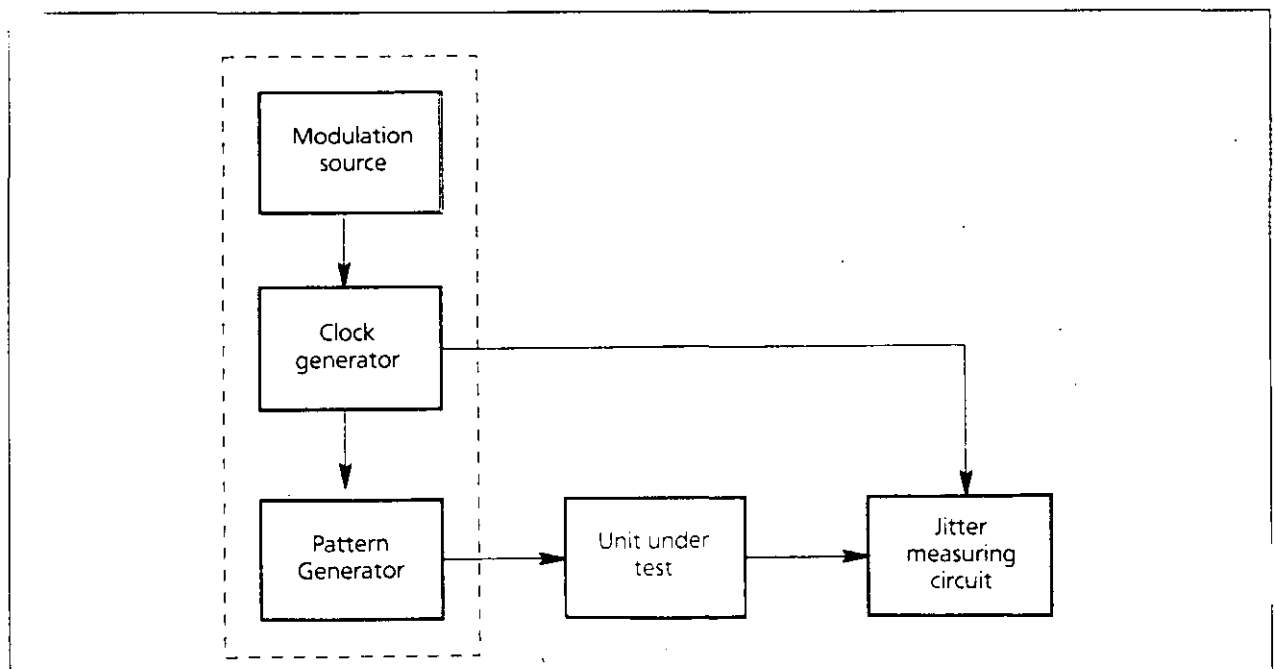 Modulation
source
Clock
generator
Pattern
Generator
Unit under
test
Jitter
measuring
circuit